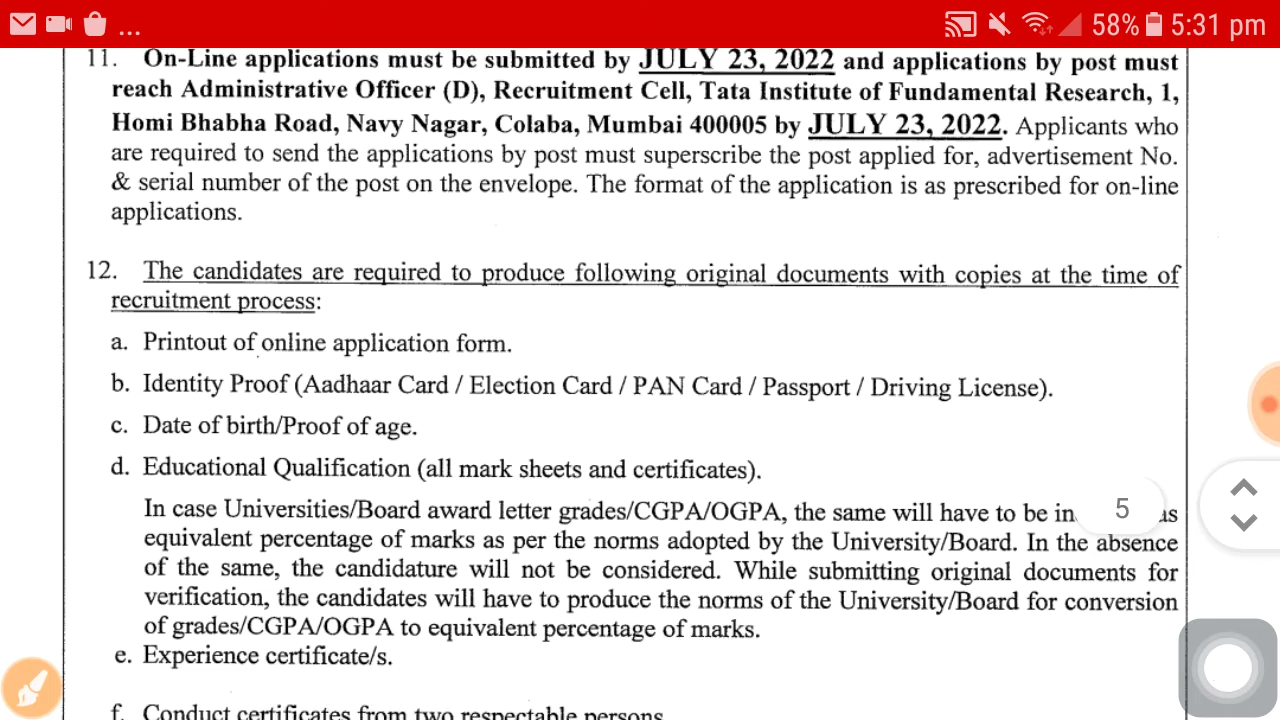 ... 58% 5:31 pm
11. On-Line applications must be submitted by JULY 23, 2022 and applications by post must
reach Administrative Officer (D), Recruitment Cell, Tata Institute of Fundamental Research, 1,
Homi Bhabha Road, Navy Nagar, Colaba, Mumbai 400005 by JULY 23, 2022. Applicants who
are required to send the applications by post must superscribe the post applied for, advertisement No.
& serial number of the post on the envelope. The format of the application is as prescribed for on-line
applications.
12. The candidates are required to produce following original documents with copies at the time of
recruitment process:
a. Printout of online application form.
b. Identity Proof (Aadhaar Card / Election Card / PAN Card / Passport / Driving License).
c. Date of birth/Proof of age.
d. Educational Qualification (all mark sheets and certificates).
In case Universities/Board award letter grades/CGPA/OGPA, the same will have to be
5
equivalent percentage of marks as per the norms adopted by the University/Board. In the absence
of the same, the candidature will not be considered. While submitting original documents for
verification, the candidates will have to produce the norms of the University/Board for conversion
of grades/CGPA/OGPA to equivalent percentage of marks.
e. Experience certificate/s.
f. Conduct certificates from two respectable persons